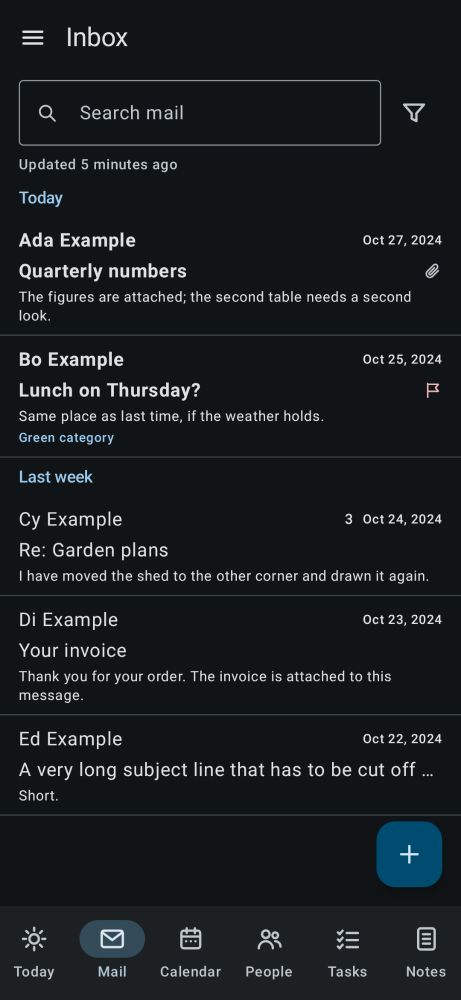 Inbox
Search mail
Updated 5 minutes ago
Today
Ada Example
Oct 27, 2024
Quarterly numbers
The figures are attached; the second table needs a second
look.
Bo Example
Oct 25, 2024
Lunch on Thursday?
Same place as last time, if the weather holds.
Green category
Last week
Cy Example
3 Oct 24, 2024
Re: Garden plans
I have moved the shed to the other corner and drawn it again.
Di Example
Oct 23, 2024
Your invoice
Thank you for your order. The invoice is attached to this
message.
Ed Example
Oct 22, 2024
A very long subject line that has to be cut off …
Short.
Today
Mail
Calendar
People
Tasks
Notes